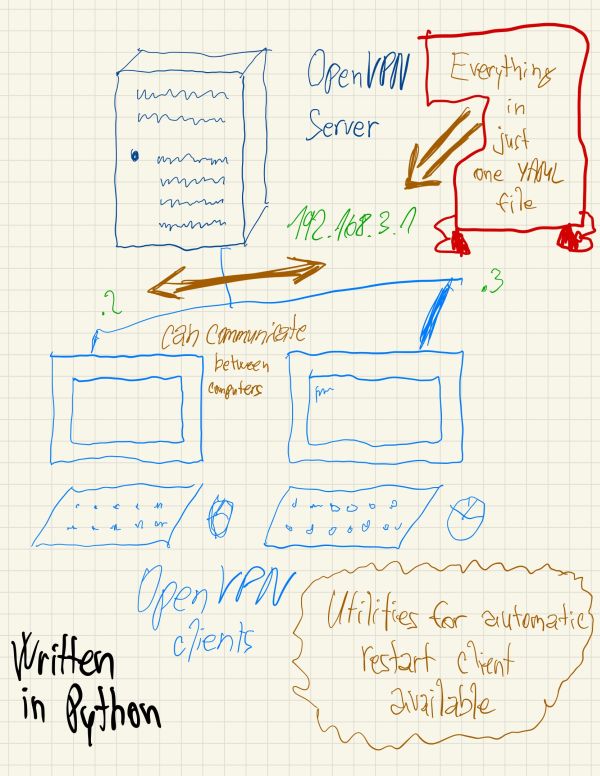 OpenVPN
Server
Everything
in
just
one YAML
file
192.168.3.1
.2
.3
can communicate
between
computers
OpenVPN
clients
Utilities for automatic
restart client
available
Written
in Python